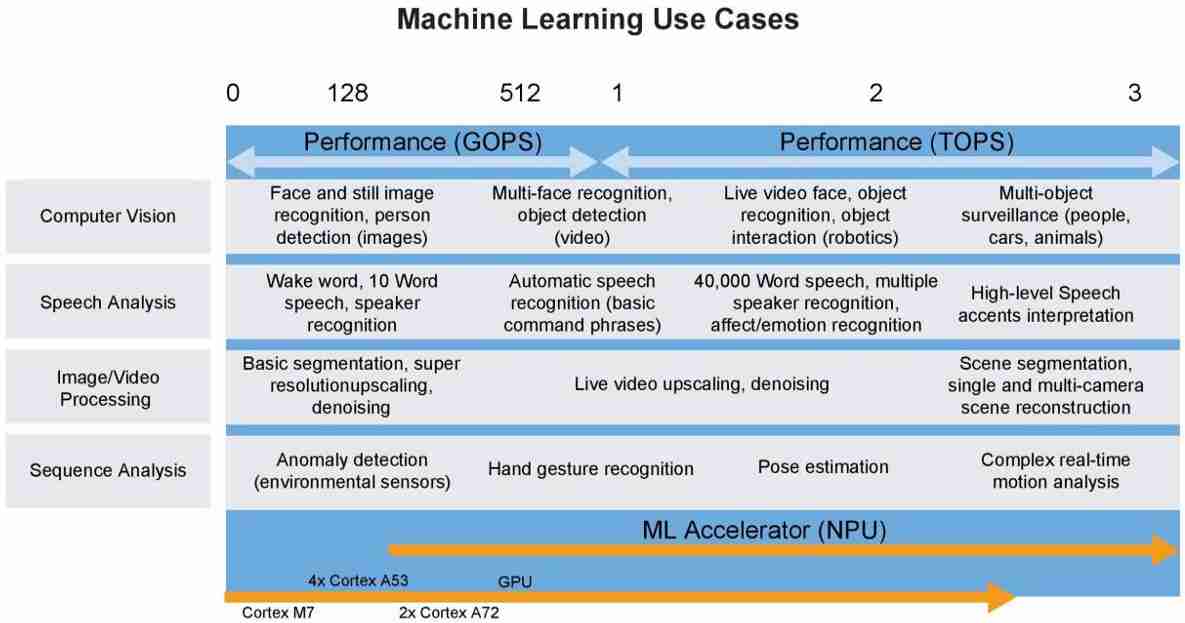 Machine Learning Use Cases
0 128 512 1 2 3
Performance (GOPS) Performance (TOPS)
Computer Vision
Face and still image
recognition, person
detection (images)
Multi-face recognition,
object detection
(video)
Live video face, object
recognition, object
interaction (robotics)
Multi-object
surveillance (people,
cars, animals)
Speech Analysis
Wake word, 10 Word
speech, speaker
recognition
Automatic speech
recognition (basic
command phrases)
40,000 Word speech, multiple
speaker recognition,
affect/emotion recognition
High-level Speech
accents interpretation
Image/Video
Processing
Basic segmentation, super
resolutionupscaling,
denoising
Live video upscaling, denoising
Scene segmentation,
single and multi-camera
scene reconstruction
Sequence Analysis
Anomaly detection
(environmental sensors)
Hand gesture recognition
Pose estimation
Complex real-time
motion analysis
ML Accelerator (NPU)
4x Cortex A53 GPU
Cortex M7 2x Cortex A72